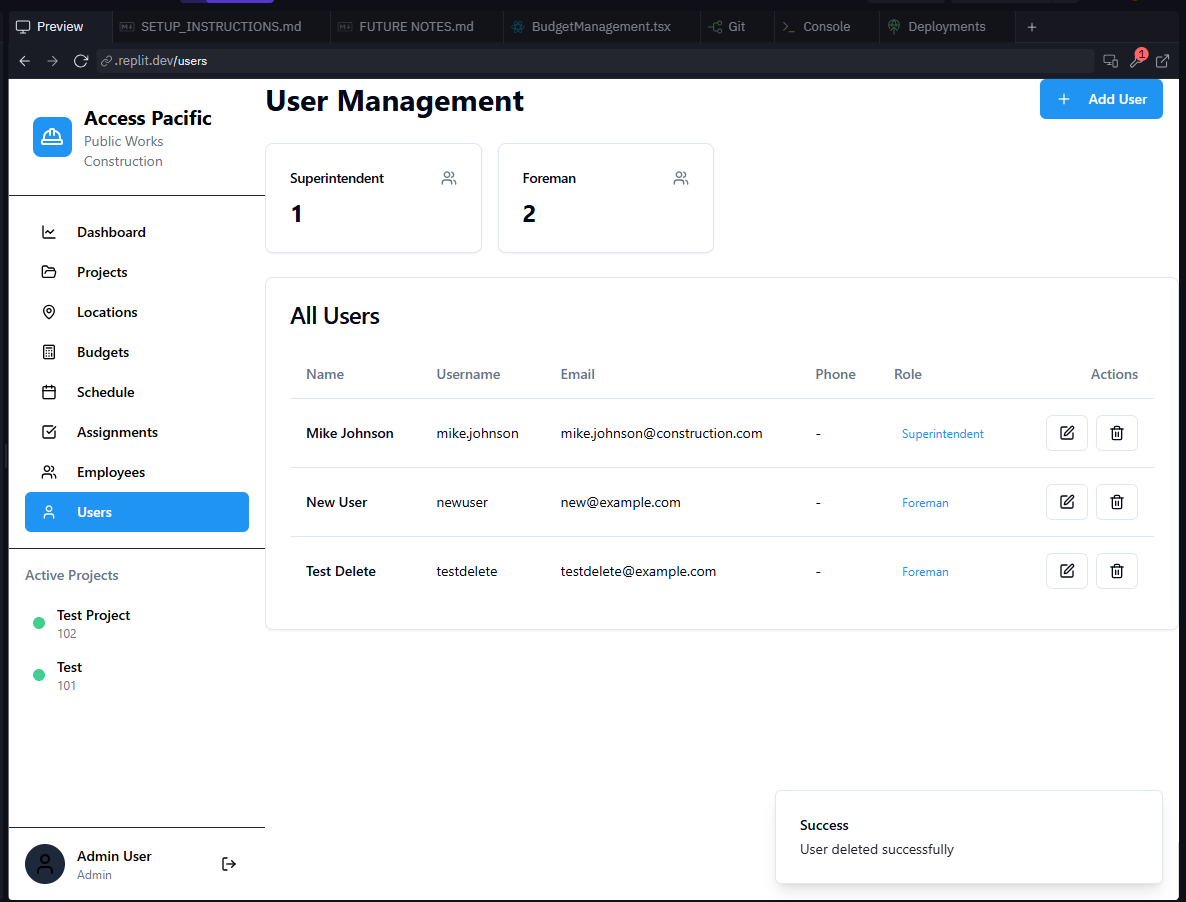 Preview
SETUP_INSTRUCTIONS.md
FUTURE NOTES.md
BudgetManagement.tsx
Git
Console
Deployments
.replit.dev/users
1
Access Pacific
Public Works
Construction
Dashboard
Projects
Locations
Budgets
Schedule
Assignments
Employees
Users
Active Projects
Test Project
102
Test
101
Admin User
Admin
User Management
+ Add User
Superintendent
1
Foreman
2
All Users
Name Username Email Phone Role Actions
Mike Johnson mike.johnson mike.johnson@construction.com - Superintendent
New User newuser new@example.com - Foreman
Test Delete testdelete testdelete@example.com - Foreman
Success
User deleted successfully